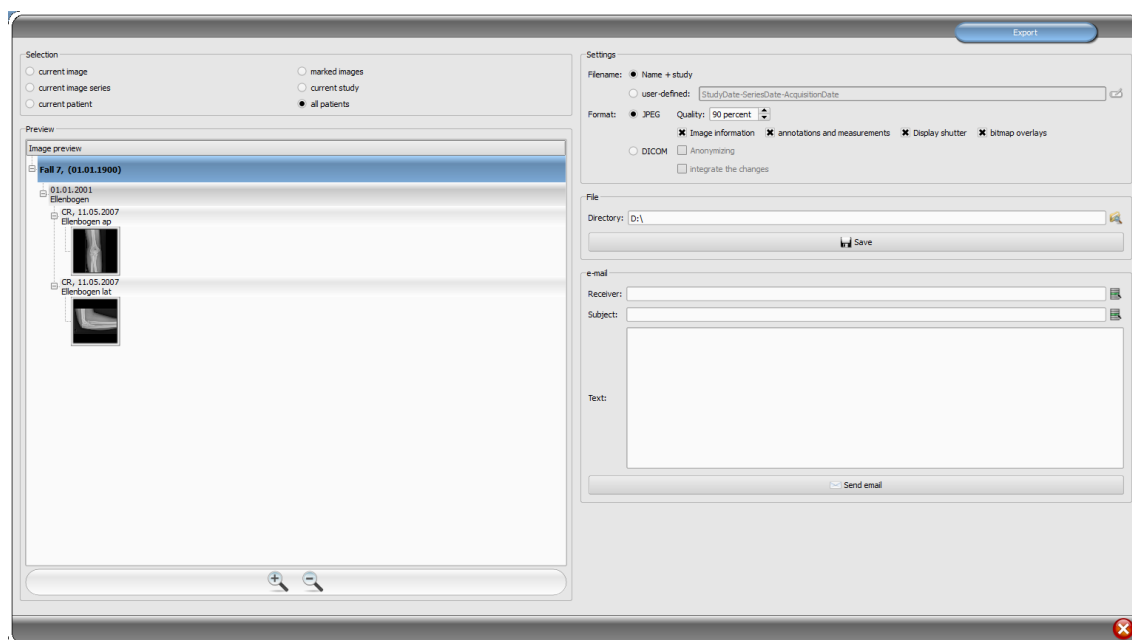 Export
Selection
current image
marked images
current image series
current study
current patient
all patients
Preview
Image preview
Fall 7, (01.01.1900)
01.01.2001
Ellenbogen
CR, 11.05.2007
Ellenbogen ap
CR, 11.05.2007
Ellenbogen lat
Settings
Filename: Name + study
user-defined: StudyDate-SeriesDate-AcquisitionDate
Format: JPEG Quality: 90 percent
Image information annotations and measurements Display shutter bitmap overlays
DICOM Anonymizing
integrate the changes
File
Directory: D:\
Save
e-mail
Receiver:
Subject:
Text:
Send email